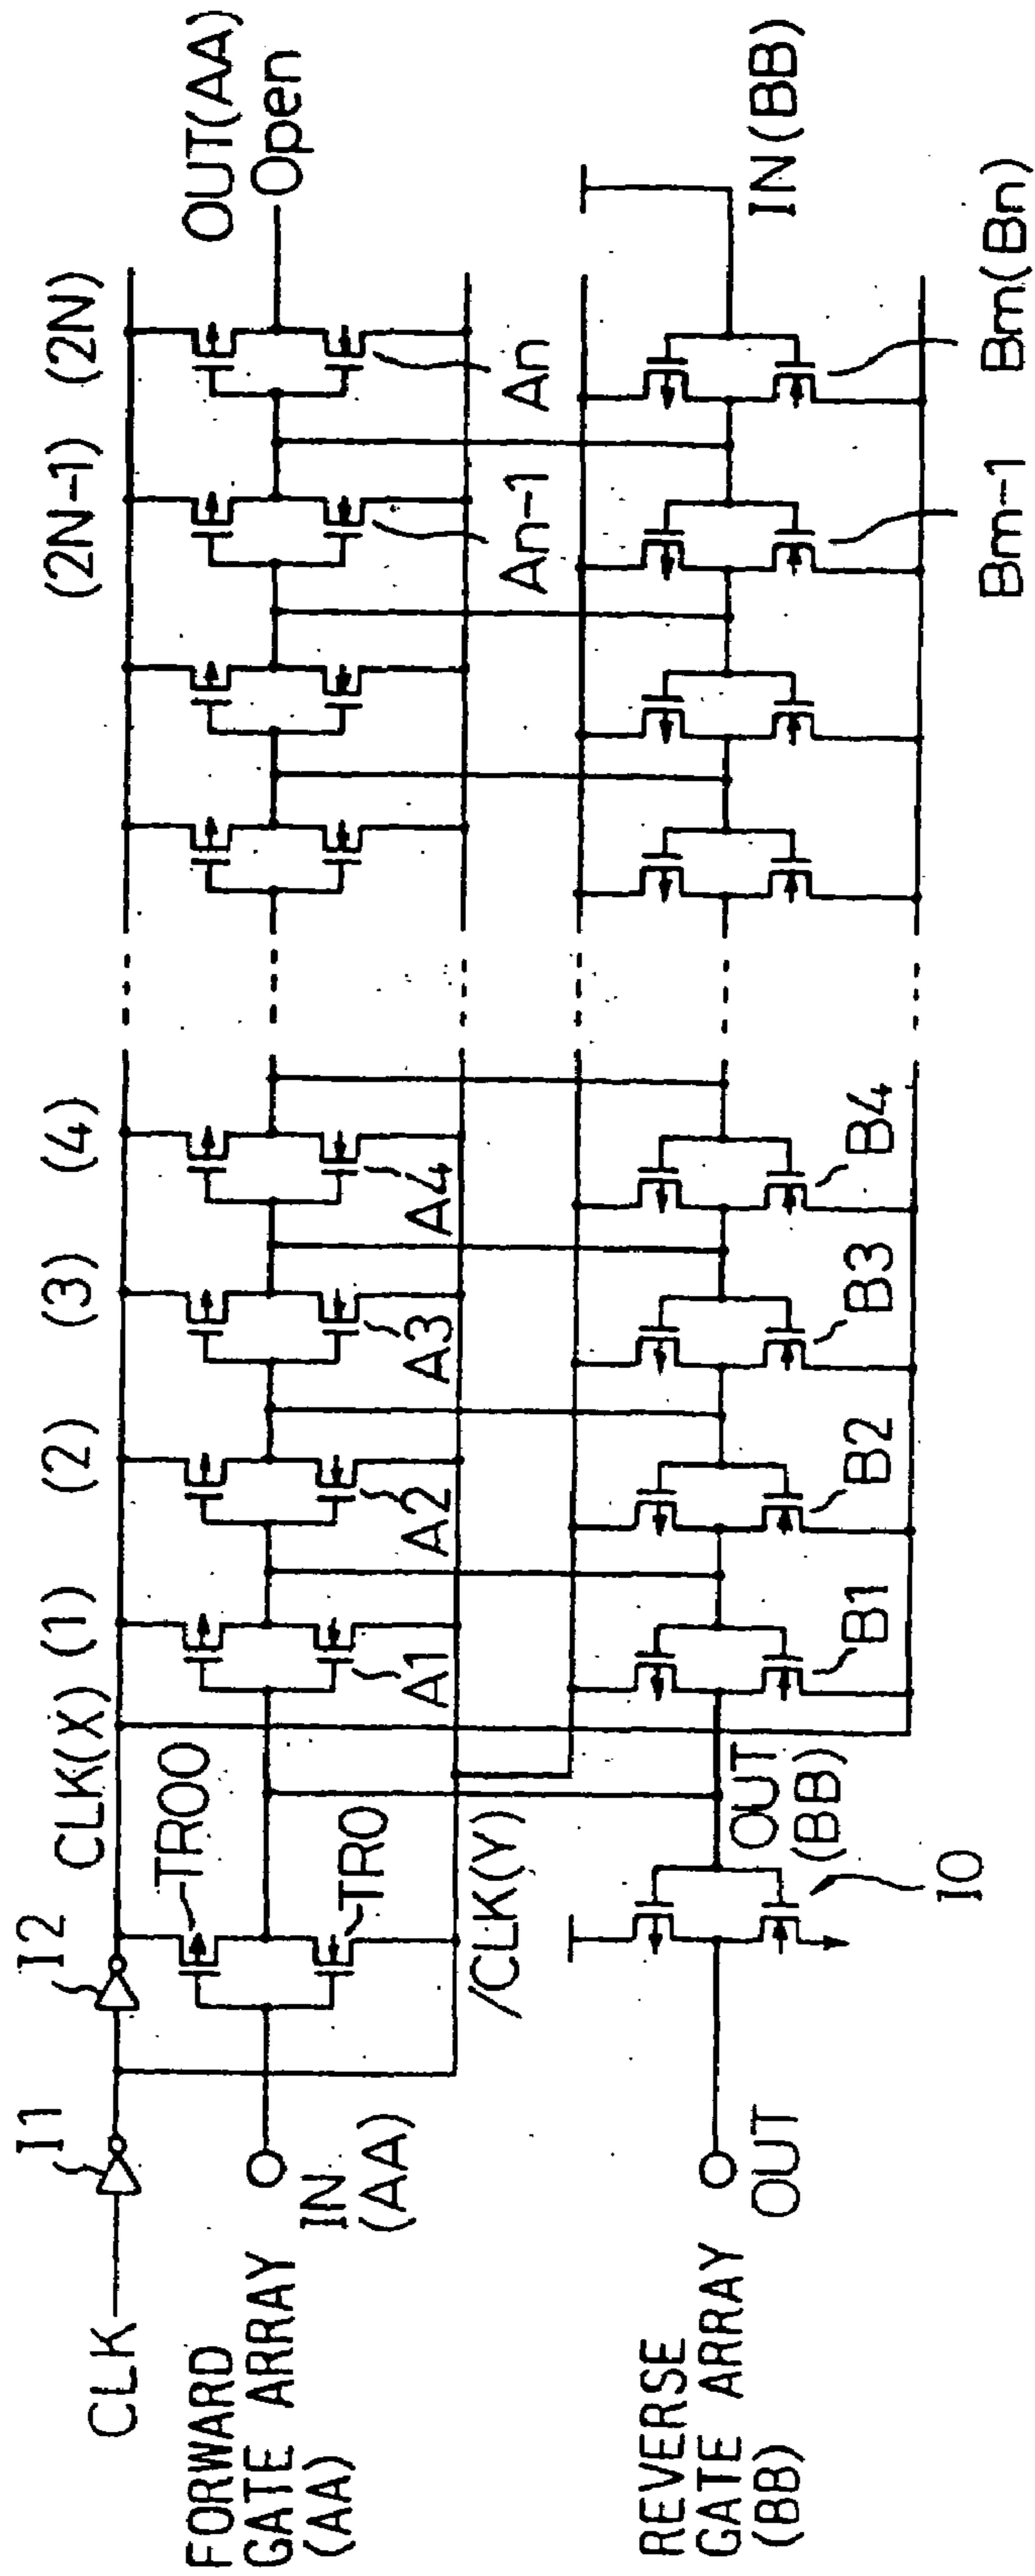 CLK
I1
I2
CLK(X)
(1)
(2)
(3)
(4)
(2N-1)
(2N)
FORWARD
GATE ARRAY
(AA)
IN
(AA)
TR00
TR0
A1
A2
A3
A4
An-1
An
OUT(AA)
Open
/CLK(Y)
REVERSE
GATE ARRAY
(BB)
OUT
OUT
(BB)
I0
B1
B2
B3
B4
Bm-1
Bm(Bn)
IN(BB)